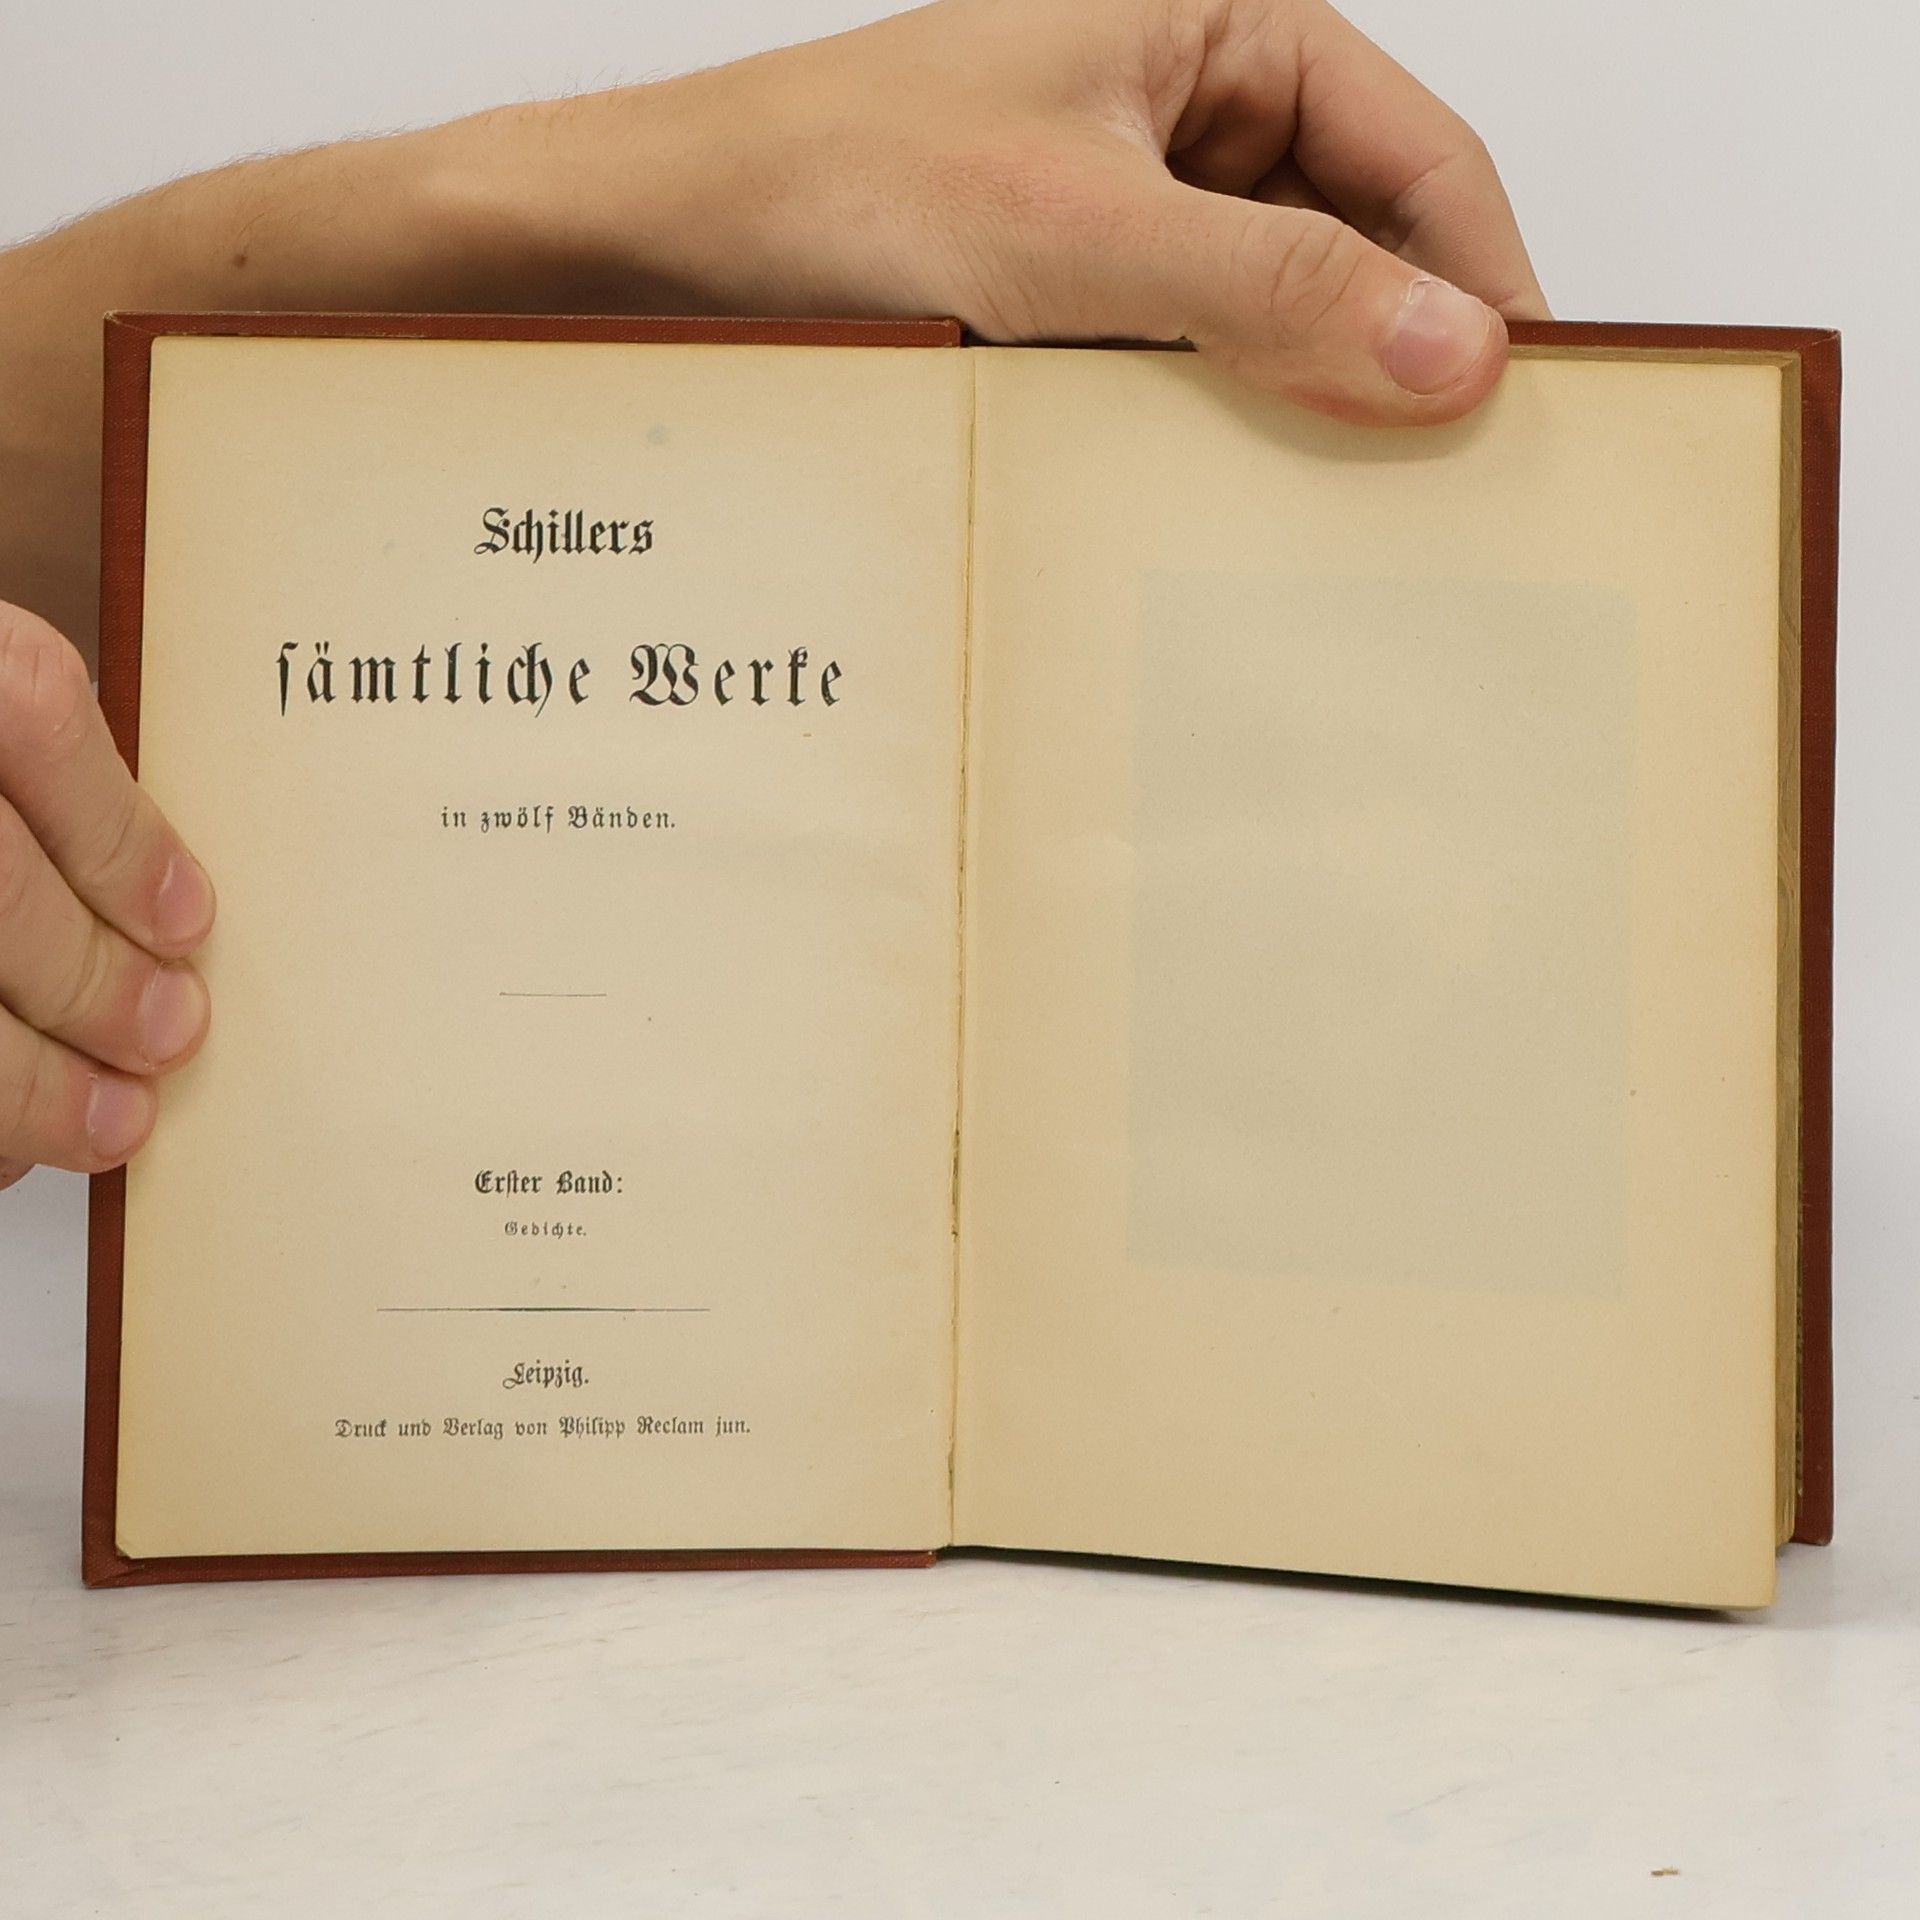 Schillers
ſämtliche Werke
in zwölf Bänden.
Erſter Band:
Gedichte.
Leipzig.
Druck und Verlag von Philipp Reclam jun.